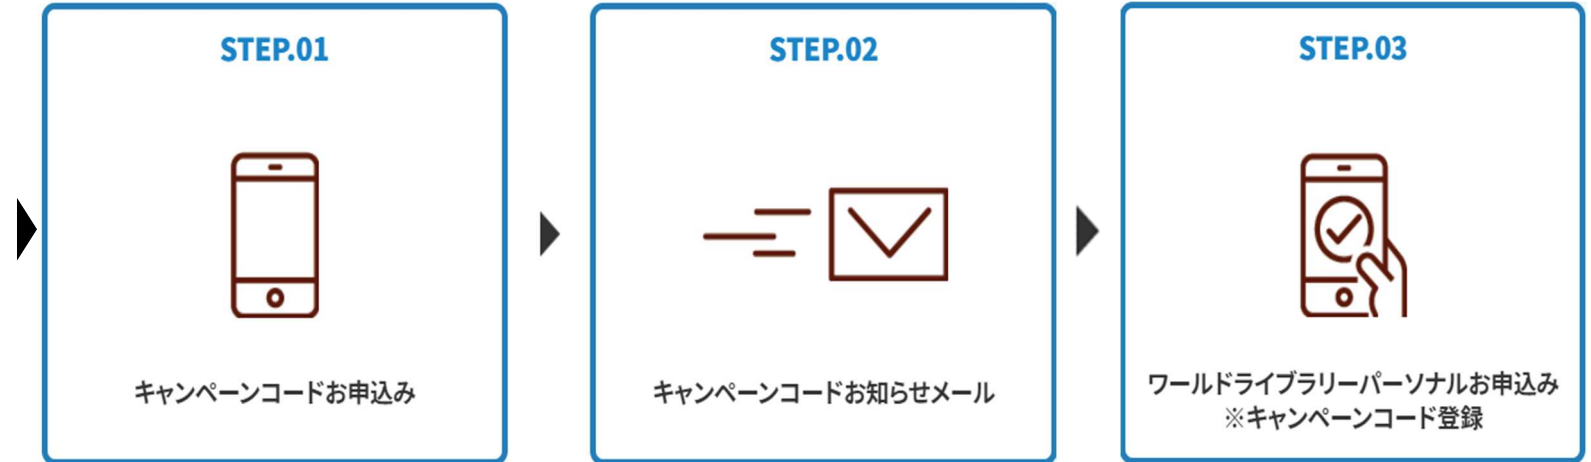 STEP.01
キャンペーンコードお申込み
STEP.02
キャンペーンコードお知らせメール
STEP.03
ワールドライブラリーパーソナルお申込み
※キャンペーンコード登録